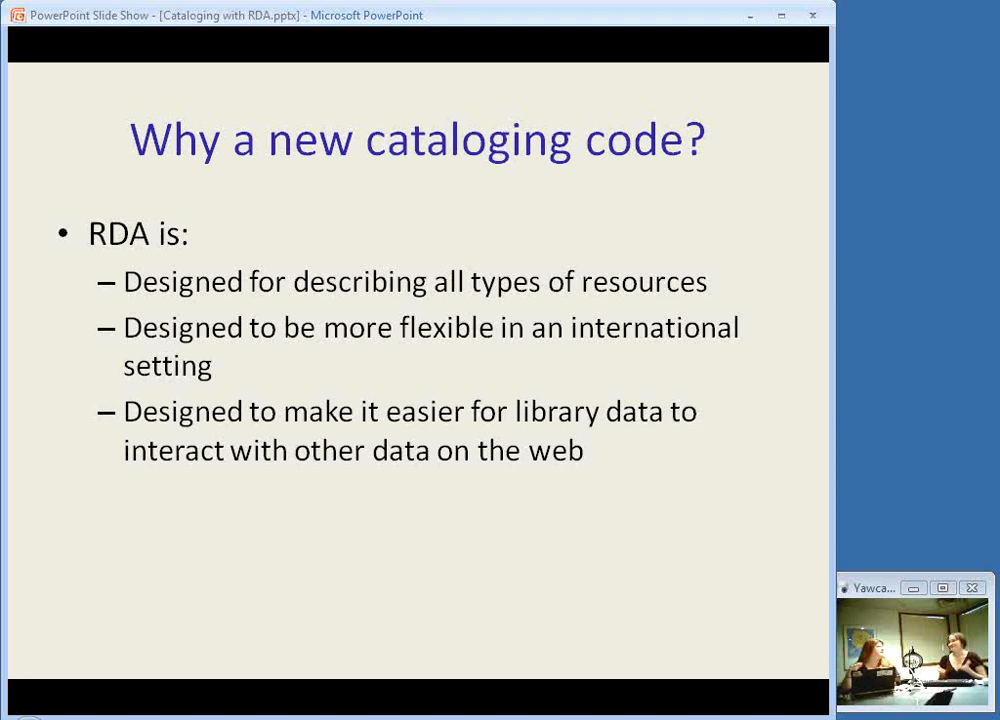 PowerPoint Slide Show - [Cataloging with RDA.pptx] - Microsoft PowerPoint
Why a new cataloging code?
• RDA is:
– Designed for describing all types of resources
– Designed to be more flexible in an international
setting
– Designed to make it easier for library data to
interact with other data on the web
Yawca...